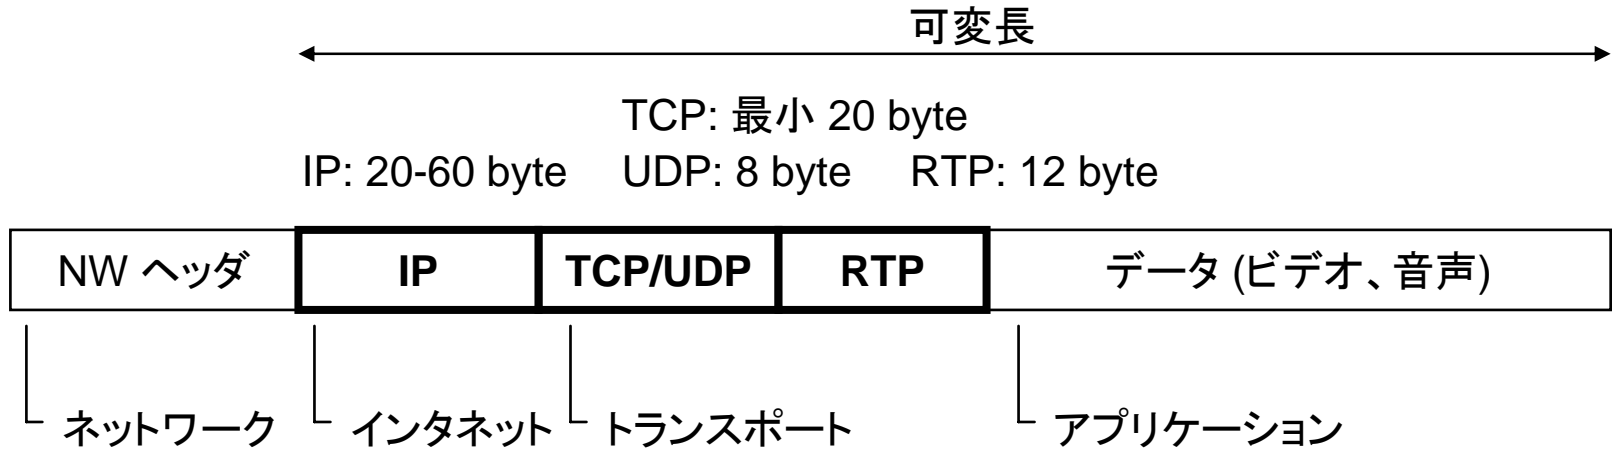 可変長
TCP: 最小 20 byte
IP: 20-60 byte UDP: 8 byte RTP: 12 byte
NW ヘッダ IP TCP/UDP RTP データ (ビデオ、音声)
ネットワーク インタネット トランスポート アプリケーション